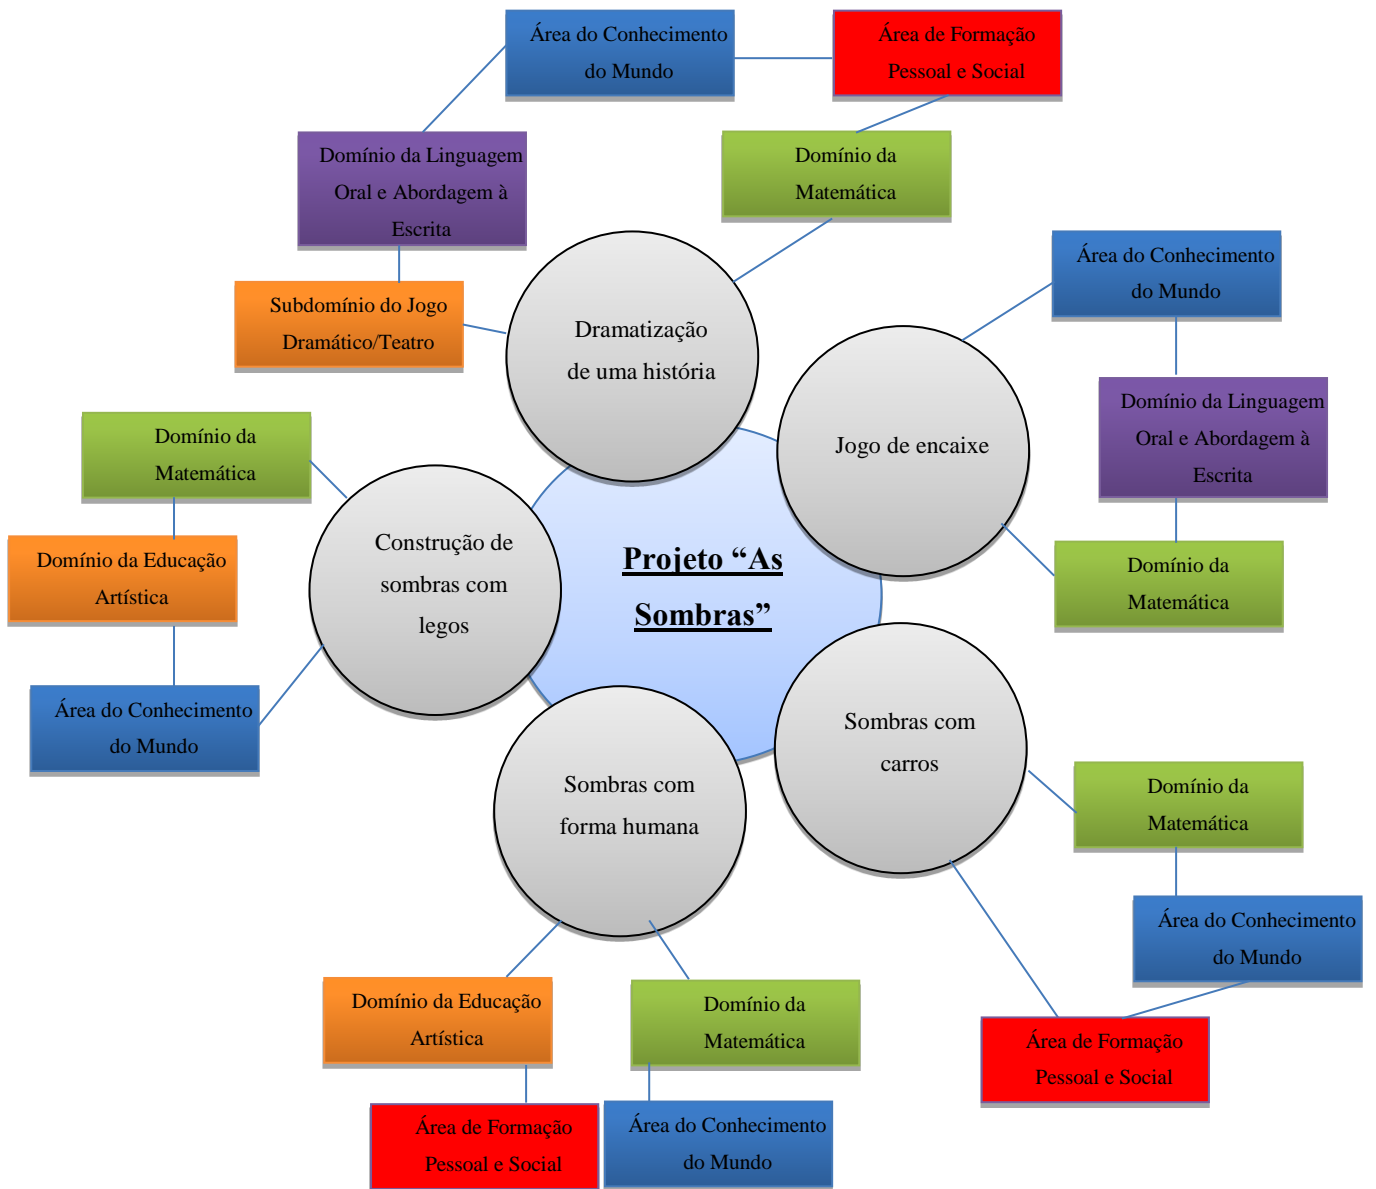 Área do Conhecimento
do Mundo
Área de Formação
Pessoal e Social
Domínio da Linguagem
Oral e Abordagem à
Escrita
Domínio da
Matemática
Subdomínio do Jogo
Dramático/Teatro
Dramatização
de uma história
Área do Conhecimento
do Mundo
Jogo de encaixe
Domínio da Linguagem
Oral e Abordagem à
Escrita
Domínio da
Matemática
Domínio da
Matemática
Domínio da Educação
Artística
Área do Conhecimento
do Mundo
Construção de
sombras com
legos
Projeto “As
Sombras”
Sombras com
carros
Sombras com
forma humana
Domínio da
Matemática
Área do Conhecimento
do Mundo
Área de Formação
Pessoal e Social
Domínio da Educação
Artística
Domínio da
Matemática
Área de Formação
Pessoal e Social
Área do Conhecimento
do Mundo